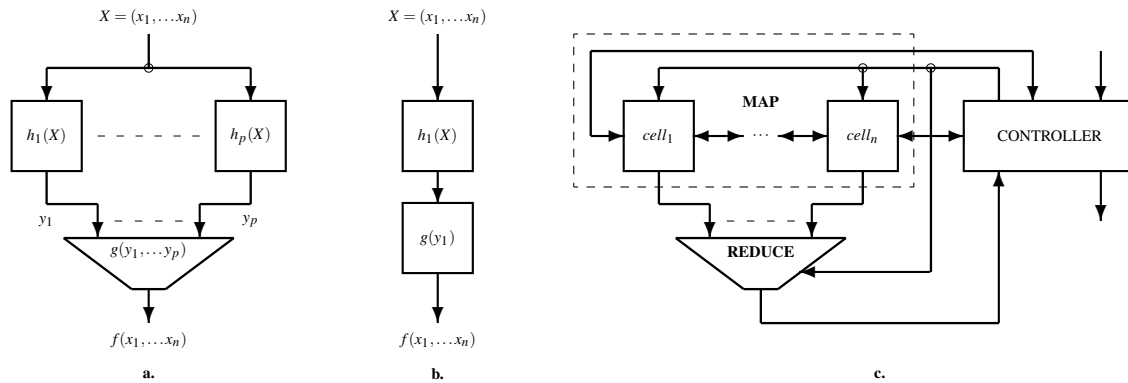 X = (x₁, … xₙ)
h₁(X)
hₚ(X)
y₁
yₚ
g(y₁, … yₚ)
f(x₁, … xₙ)
a.
X = (x₁, … xₙ)
h₁(X)
g(y₁)
f(x₁, … xₙ)
b.
MAP
cell₁
⋯
cellₙ
CONTROLLER
REDUCE
c.